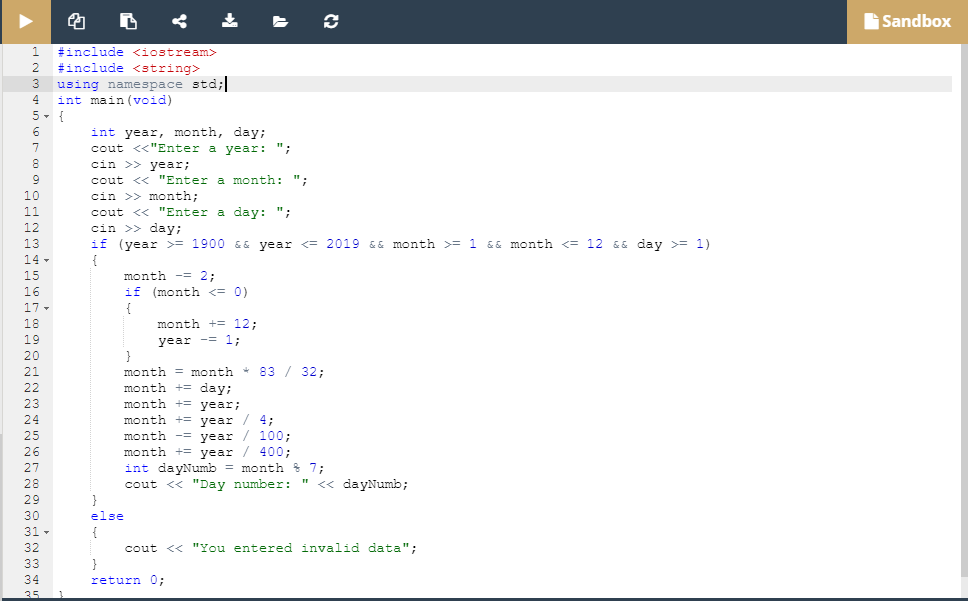 Sandbox
1 #include <iostream>
2 #include <string>
3 using namespace std;
4 int main(void)
5 {
6 int year, month, day;
7 cout <<"Enter a year: ";
8 cin >> year;
9 cout << "Enter a month: ";
10 cin >> month;
11 cout << "Enter a day: ";
12 cin >> day;
13 if (year >= 1900 && year <= 2019 && month >= 1 && month <= 12 && day >= 1)
14 {
15 month -= 2;
16 if (month <= 0)
17 {
18 month += 12;
19 year -= 1;
20 }
21 month = month * 83 / 32;
22 month += day;
23 month += year;
24 month += year / 4;
25 month -= year / 100;
26 month += year / 400;
27 int dayNumb = month % 7;
28 cout << "Day number: " << dayNumb;
29 }
30 else
31 {
32 cout << "You entered invalid data";
33 }
34 return 0;
35 }